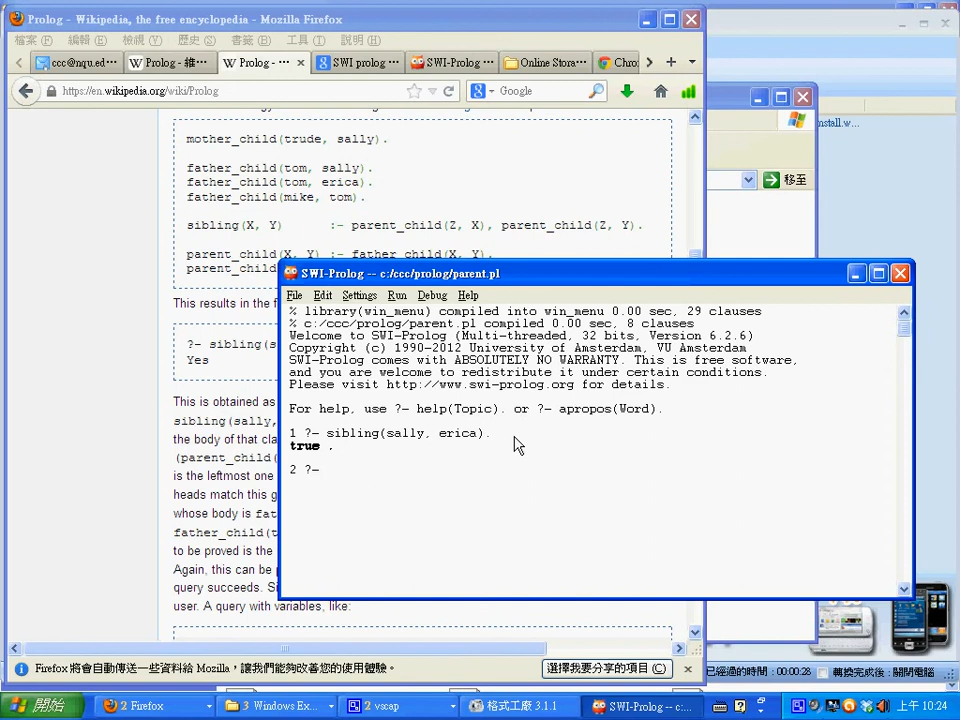 Prolog - Wikipedia, the free encyclopedia - Mozilla Firefox
檔案(F) 編輯(E) 檢視(V) 歷史(S) 書籤(B) 工具(T) 說明(H)
ccc@nqu.ed··· Prolog - 維··· Prolog - ··· SWI prolog ··· SWI-Prolog ··· Online Stora··· Chro
https://en.wikipedia.org/wiki/Prolog
Google
mother_child(trude, sally).
father_child(tom, sally).
father_child(tom, erica).
father_child(mike, tom).
sibling(X, Y) :- parent_child(Z, X), parent_child(Z, Y).
parent_child(X, Y) :- father_child(X, Y).
parent_chil
This results in the f
?- sibling(s
Yes
This is obtained as
sibling(sally,
the body of that cla
(parent_child(
is the leftmost one
heads match this g
whose body is fat
father_child(t
to be proved is the
Again, this can be p
query succeeds. Si
user. A query with variables, like:
nstall.w...
移至
SWI-Prolog -- c:/ccc/prolog/parent.pl
File Edit Settings Run Debug Help
% library(win_menu) compiled into win_menu 0.00 sec, 29 clauses
% c:/ccc/prolog/parent.pl compiled 0.00 sec, 8 clauses
Welcome to SWI-Prolog (Multi-threaded, 32 bits, Version 6.2.6)
Copyright (c) 1990-2012 University of Amsterdam, VU Amsterdam
SWI-Prolog comes with ABSOLUTELY NO WARRANTY. This is free software,
and you are welcome to redistribute it under certain conditions.
Please visit http://www.swi-prolog.org for details.
For help, use ?- help(Topic). or ?- apropos(Word).
1 ?- sibling(sally, erica).
true .
2 ?-
Firefox 將會自動傳送一些資料給 Mozilla，讓我們能夠改善您的使用體驗。
選擇我要分享的項目(C)
已經過的時間 : 00:00:28
轉換完成後 : 關閉電腦
開始 2 Firefox 3 Windows Ex... 2 vscap 格式工廠 3.1.1 SWI-Prolog -- c:... 上午 10:24